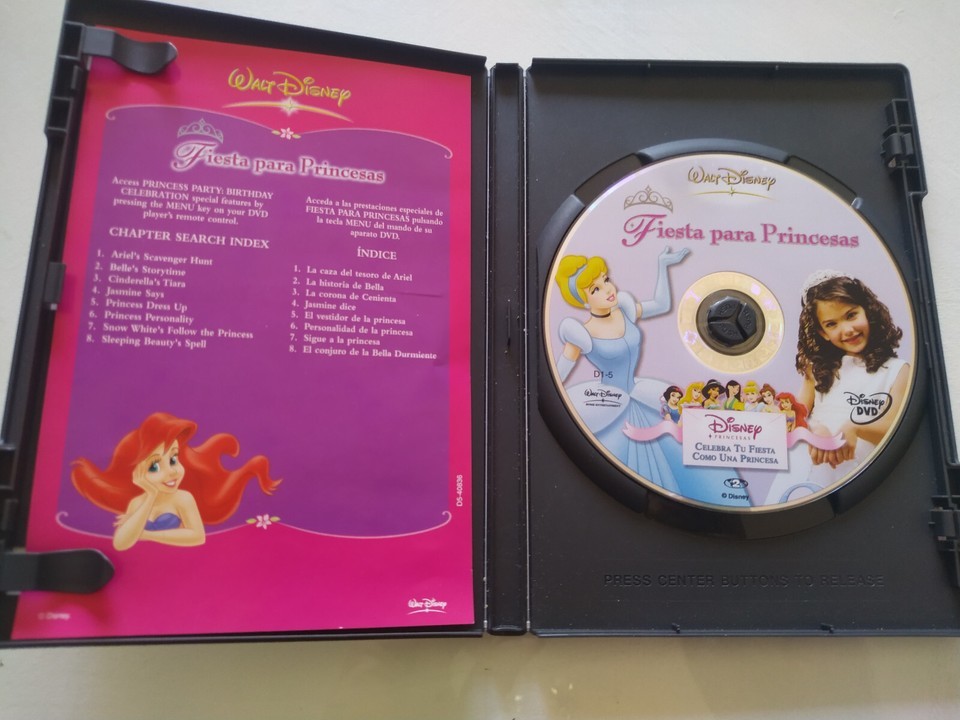 WALT DISNEY
Fiesta para Princesas
Access PRINCESS PARTY: BIRTHDAY
CELEBRATION special features by
pressing the MENU key on your DVD
player's remote control.
CHAPTER SEARCH INDEX
1. Ariel's Scavenger Hunt
2. Belle's Storytime
3. Cinderella's Tiara
4. Jasmine Says
5. Princess Dress Up
6. Princess Personality
7. Snow White's Follow the Princess
8. Sleeping Beauty's Spell
Acceda a las prestaciones especiales de
FIESTA PARA PRINCESAS pulsando
la tecla MENU del mando de su
aparato DVD.
ÍNDICE
1. La caza del tesoro de Ariel
2. La historia de Bella
3. La corona de Cenienta
4. Jasmine dice
5. El vestidor de la princesa
6. Personalidad de la princesa
7. Sigue a la princesa
8. El conjuro de la Bella Durmiente
D5-40836
© Disney
WALT DISNEY
WALT DISNEY
Fiesta para Princesas
D1-5
WALT DISNEY
HOME ENTERTAINMENT
DISNEY
DVD
DISNEY
PRINCESAS
CELEBRA TU FIESTA
COMO UNA PRINCESA
2
© Disney
PRESS CENTER BUTTONS TO RELEASE